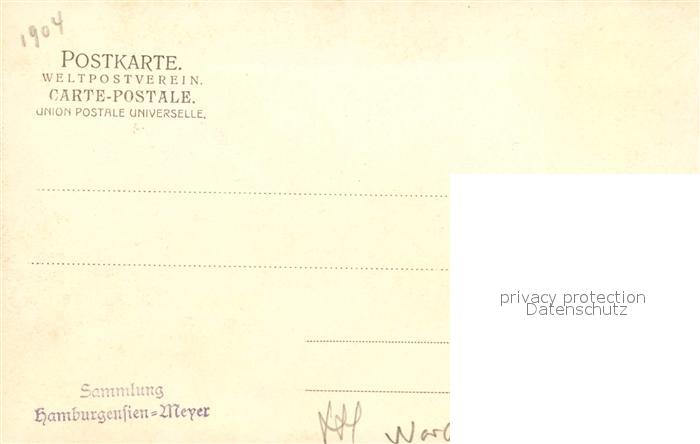 1904
POSTKARTE.
WELTPOSTVEREIN.
CARTE-POSTALE.
UNION POSTALE UNIVERSELLE.
privacy protection
Datenschutz
Sammlung
Hamburgensien=Meyer